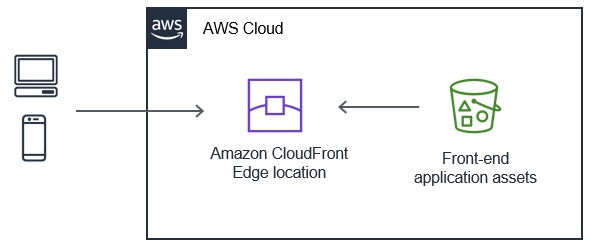 aws
AWS Cloud
Amazon CloudFront
Edge location
Front-end
application assets